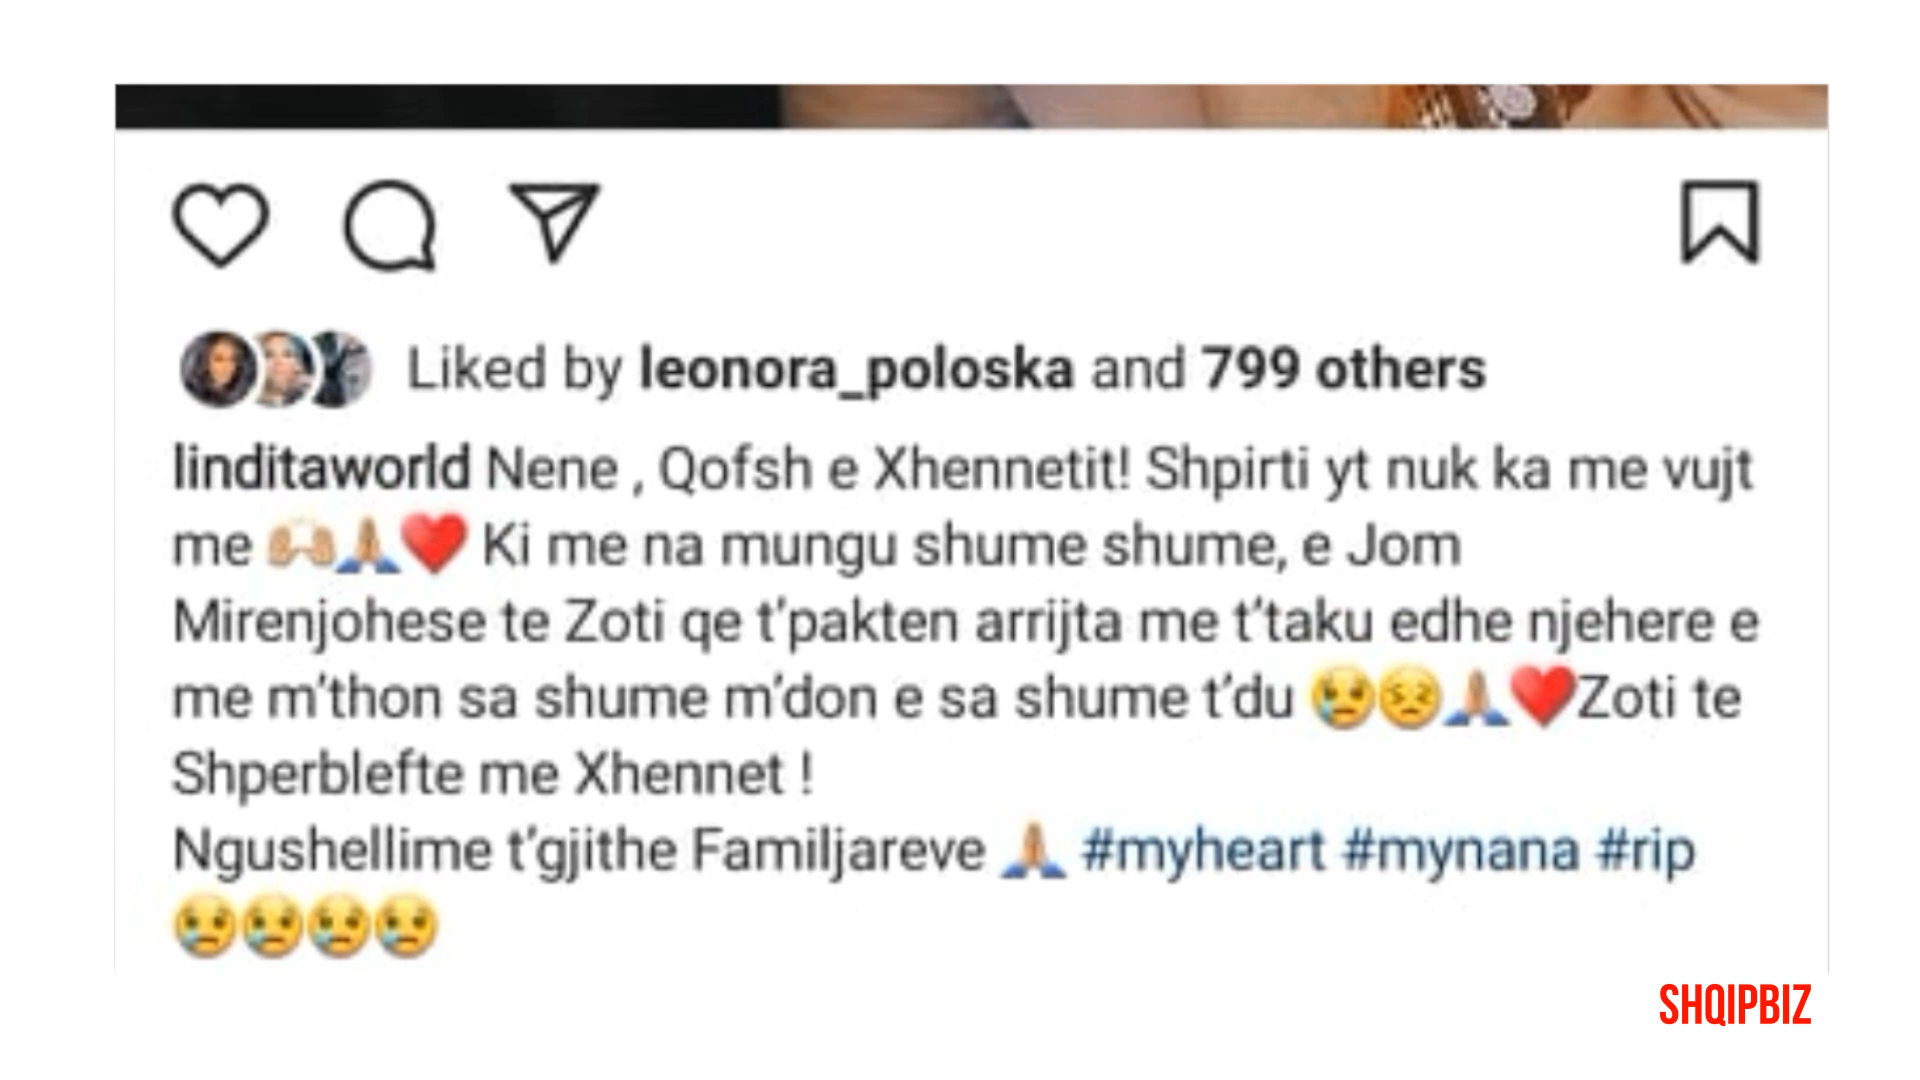 Liked by leonora_poloska and 799 others
linditaworld Nene , Qofsh e Xhennetit! Shpirti yt nuk ka me vujt
me 🙌🏼🙏🏽❤️ Ki me na mungu shume shume, e Jom
Mirenjohese te Zoti qe t'pakten arrijta me t'taku edhe njehere e
me m'thon sa shume m'don e sa shume t'du 😢😣🙏🏽❤️Zoti te
Shperblefte me Xhennet !
Ngushellime t'gjithe Familjareve 🙏🏽 #myheart #mynana #rip
😢😢😢😢
SHQIPBIZ